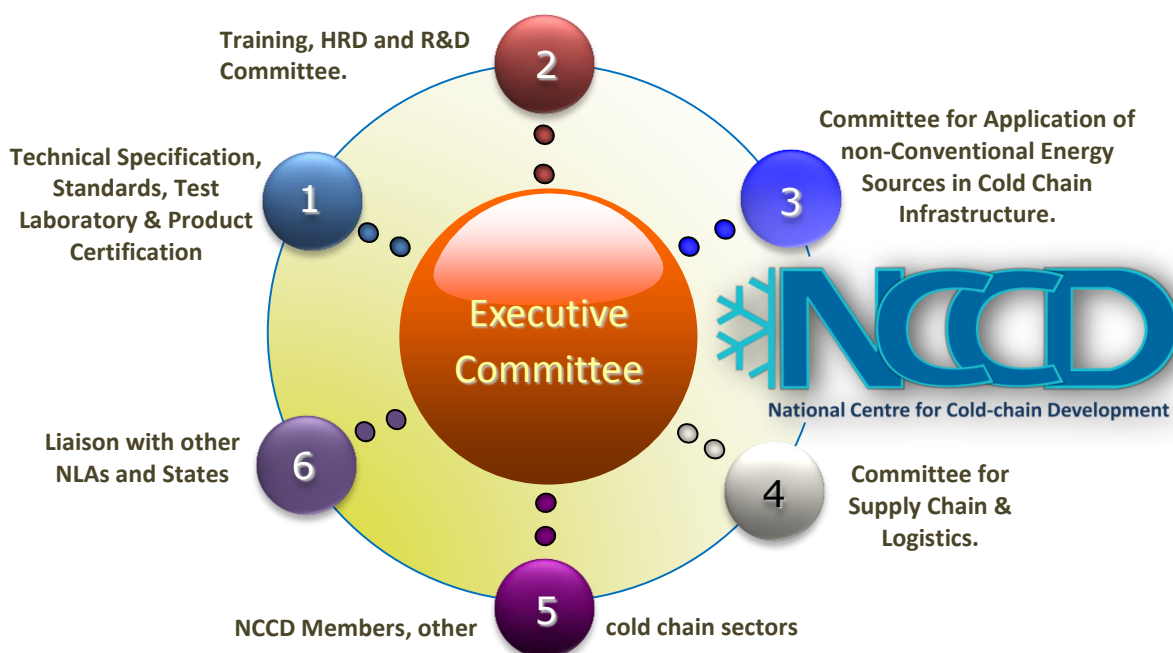 Training, HRD and R&D
Committee.
2
Technical Specification,
Standards, Test
Laboratory & Product
Certification
1
Committee for Application of
non-Conventional Energy
Sources in Cold Chain
Infrastructure.
3
Executive
Committee
NCCD
National Centre for Cold-chain Development
Liaison with other
NLAs and States
6
4
Committee for
Supply Chain &
Logistics.
NCCD Members, other
5
cold chain sectors